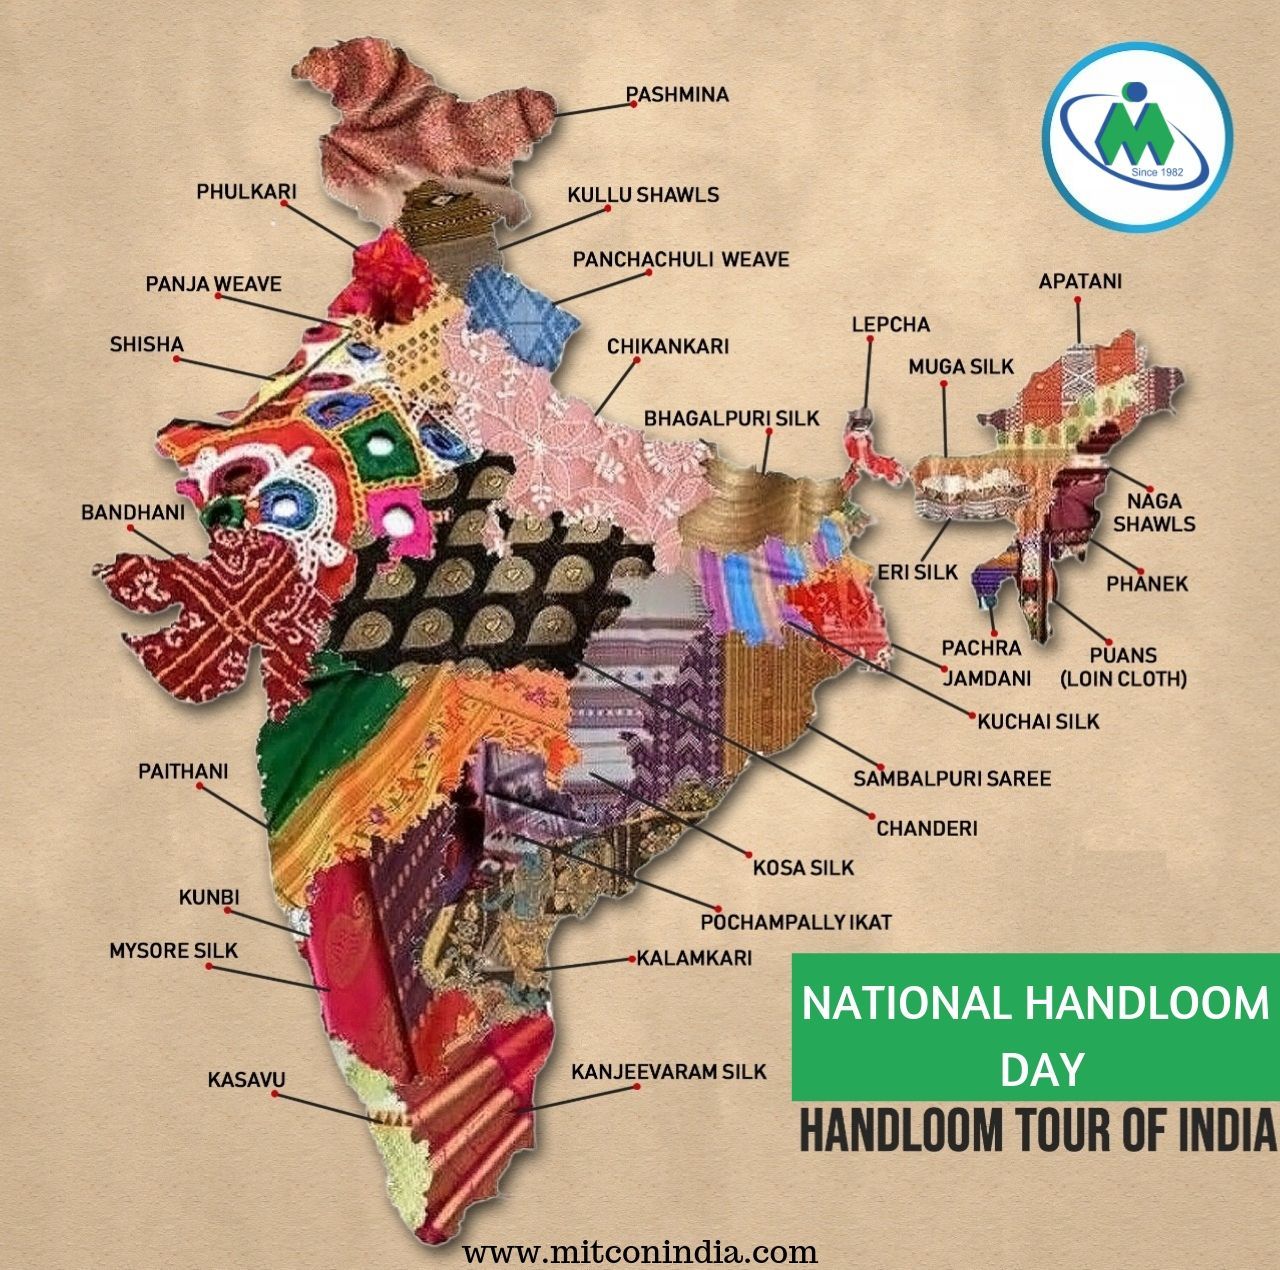 PASHMINA
Since 1982
PHULKARI
KULLU SHAWLS
PANCHACHULI WEAVE
PANJA WEAVE
APATANI
LEPCHA
SHISHA
CHIKANKARI
MUGA SILK
BHAGALPURI SILK
BANDHANI
NAGA
SHAWLS
ERI SILK
PHANEK
PACHRA
PUANS
(LOIN CLOTH)
JAMDANI
KUCHAI SILK
PAITHANI
SAMBALPURI SAREE
CHANDERI
KOSA SILK
KUNBI
POCHAMPALLY IKAT
MYSORE SILK
KALAMKARI
NATIONAL HANDLOOM
DAY
KASAVU
KANJEEVARAM SILK
HANDLOOM TOUR OF INDIA
www.mitconindia.com